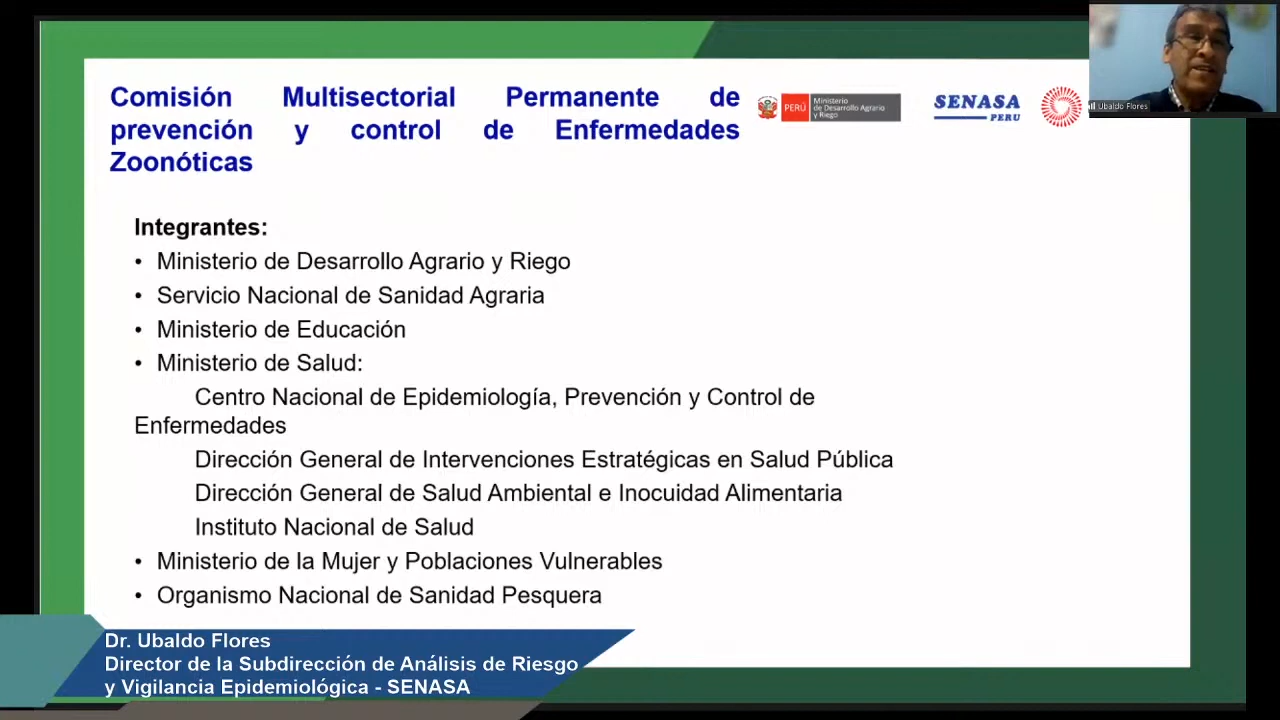 Comisión Multisectorial Permanente de
prevención y control de Enfermedades
Zoonóticas
PERÚ
Ministerio
de Desarrollo Agrario
y Riego
SENASA
PERU
Ubaldo Flores
Integrantes:
• Ministerio de Desarrollo Agrario y Riego
• Servicio Nacional de Sanidad Agraria
• Ministerio de Educación
• Ministerio de Salud:
Centro Nacional de Epidemiología, Prevención y Control de
Enfermedades
Dirección General de Intervenciones Estratégicas en Salud Pública
Dirección General de Salud Ambiental e Inocuidad Alimentaria
Instituto Nacional de Salud
• Ministerio de la Mujer y Poblaciones Vulnerables
• Organismo Nacional de Sanidad Pesquera
Dr. Ubaldo Flores
Director de la Subdirección de Análisis de Riesgo
y Vigilancia Epidemiológica - SENASA